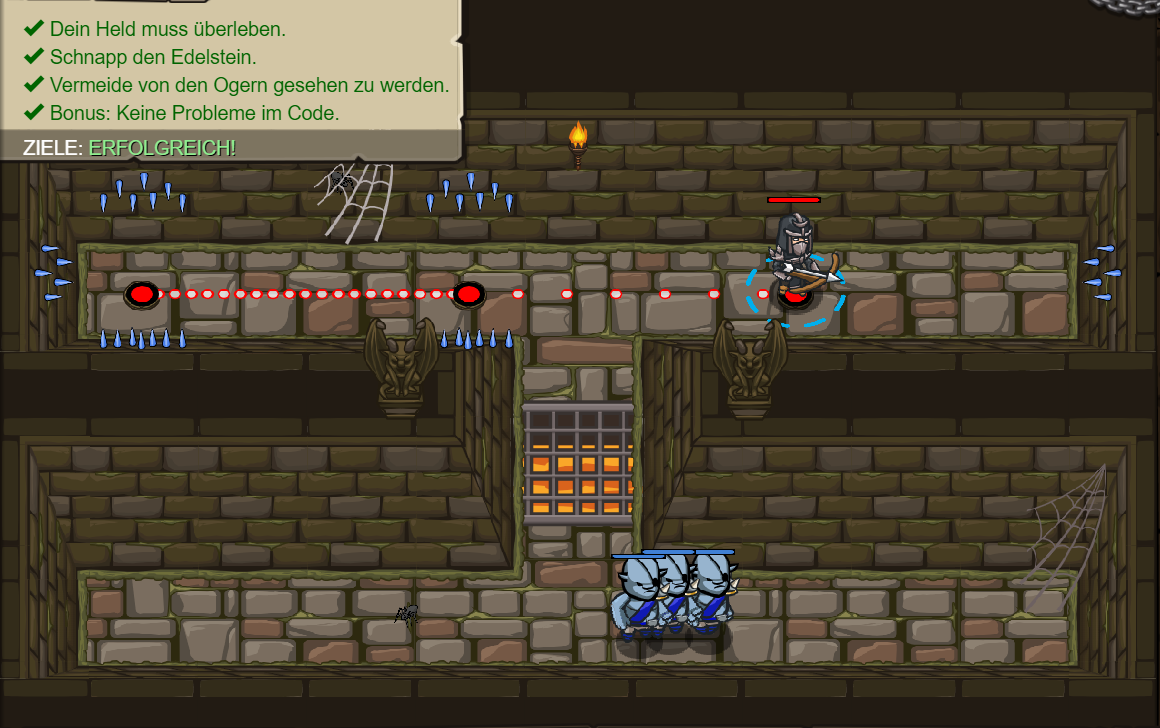 Dein Held muss überleben.
Schnapp den Edelstein.
Vermeide von den Ogern gesehen zu werden.
Bonus: Keine Probleme im Code.
ZIELE: ERFOLGREICH!